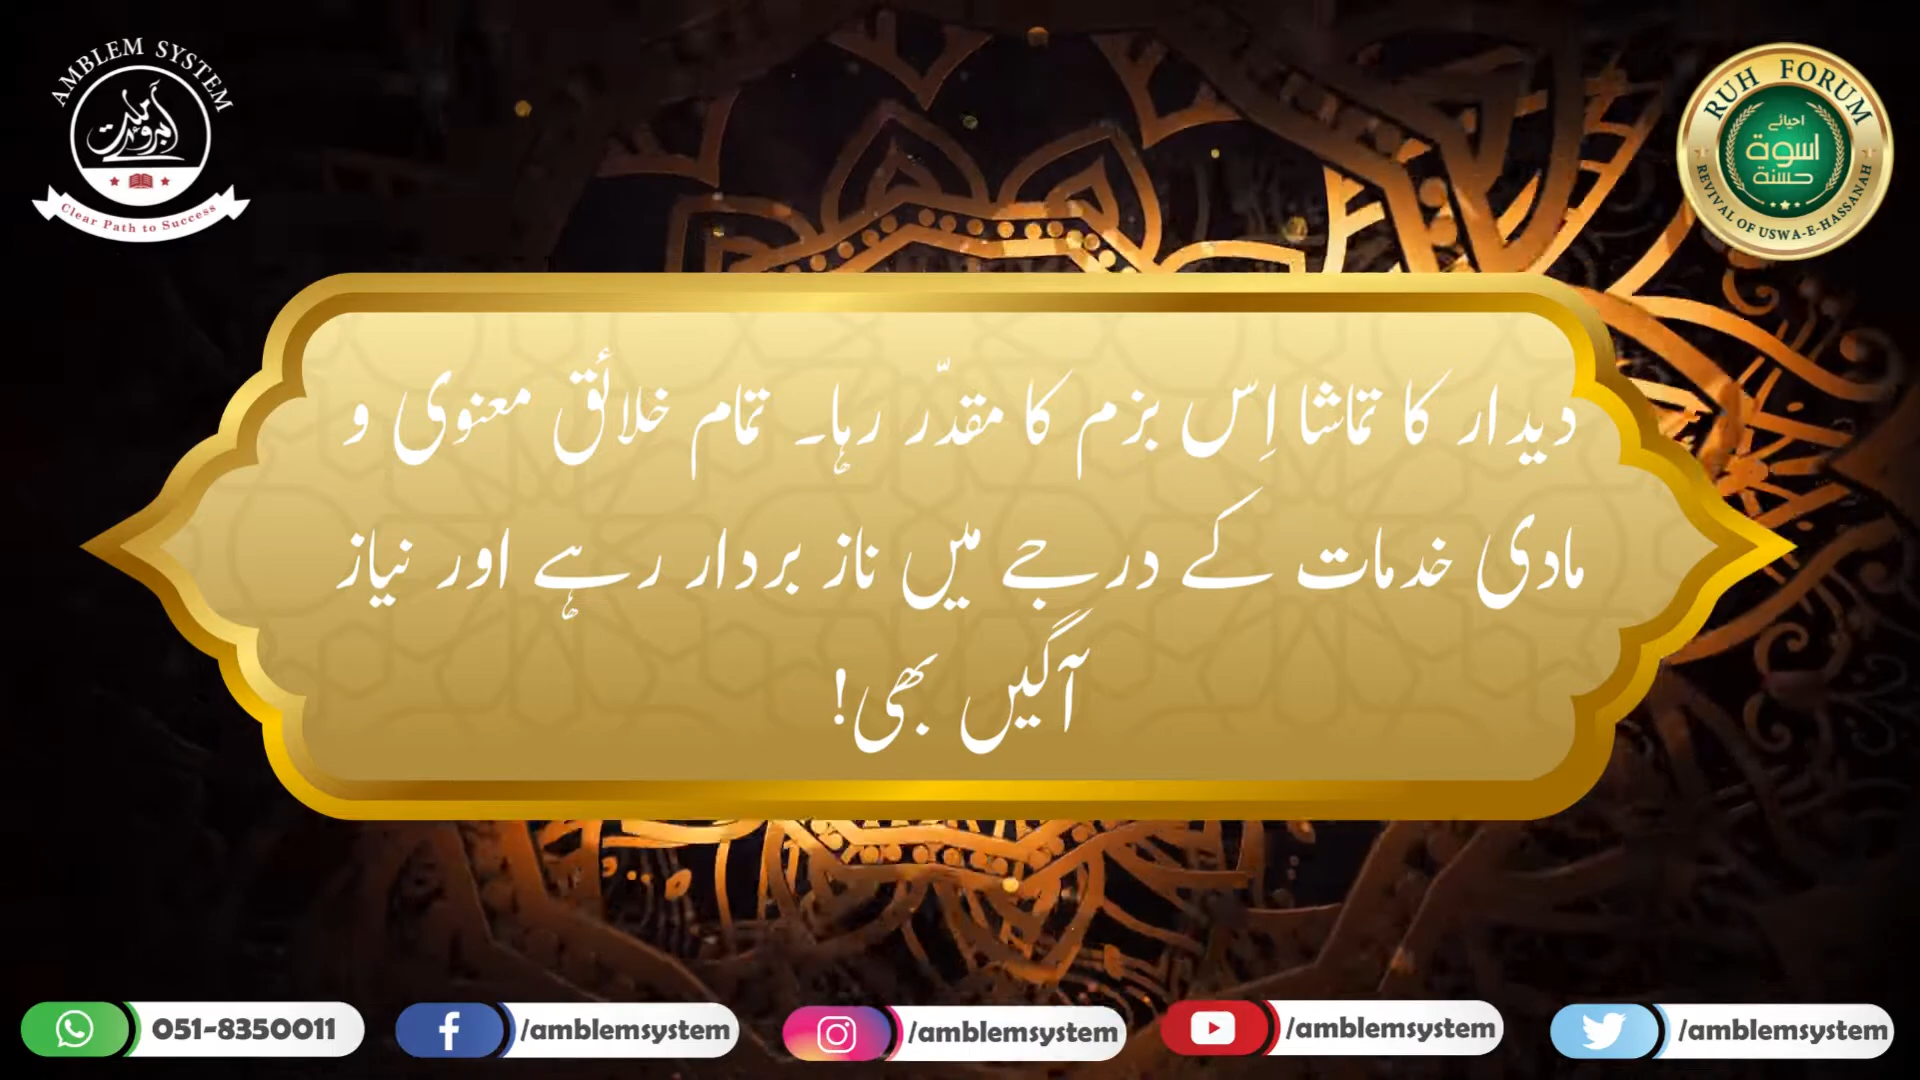 AMBLEM SYSTEM
Clear Path to Success
RUH FORUM
احیائے
اسوۃ
حسنة
REVIVAL OF USWA-E-HASSANAH
دیدار کا تماشا اِس بزم کا مقدّر رہا۔ تمام خلائق معنوی و
مادی خدمات کے درجے میں ناز بردار رہے اور نیاز
آگیں بھی!
051-8350011
/amblemsystem
/amblemsystem
/amblemsystem
/amblemsystem